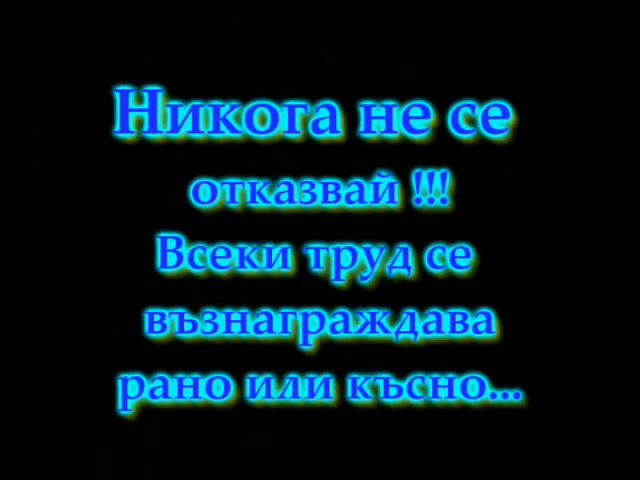 Никога не се
отказвай !!!
Всеки труд се
възнаграждава
рано или късно...